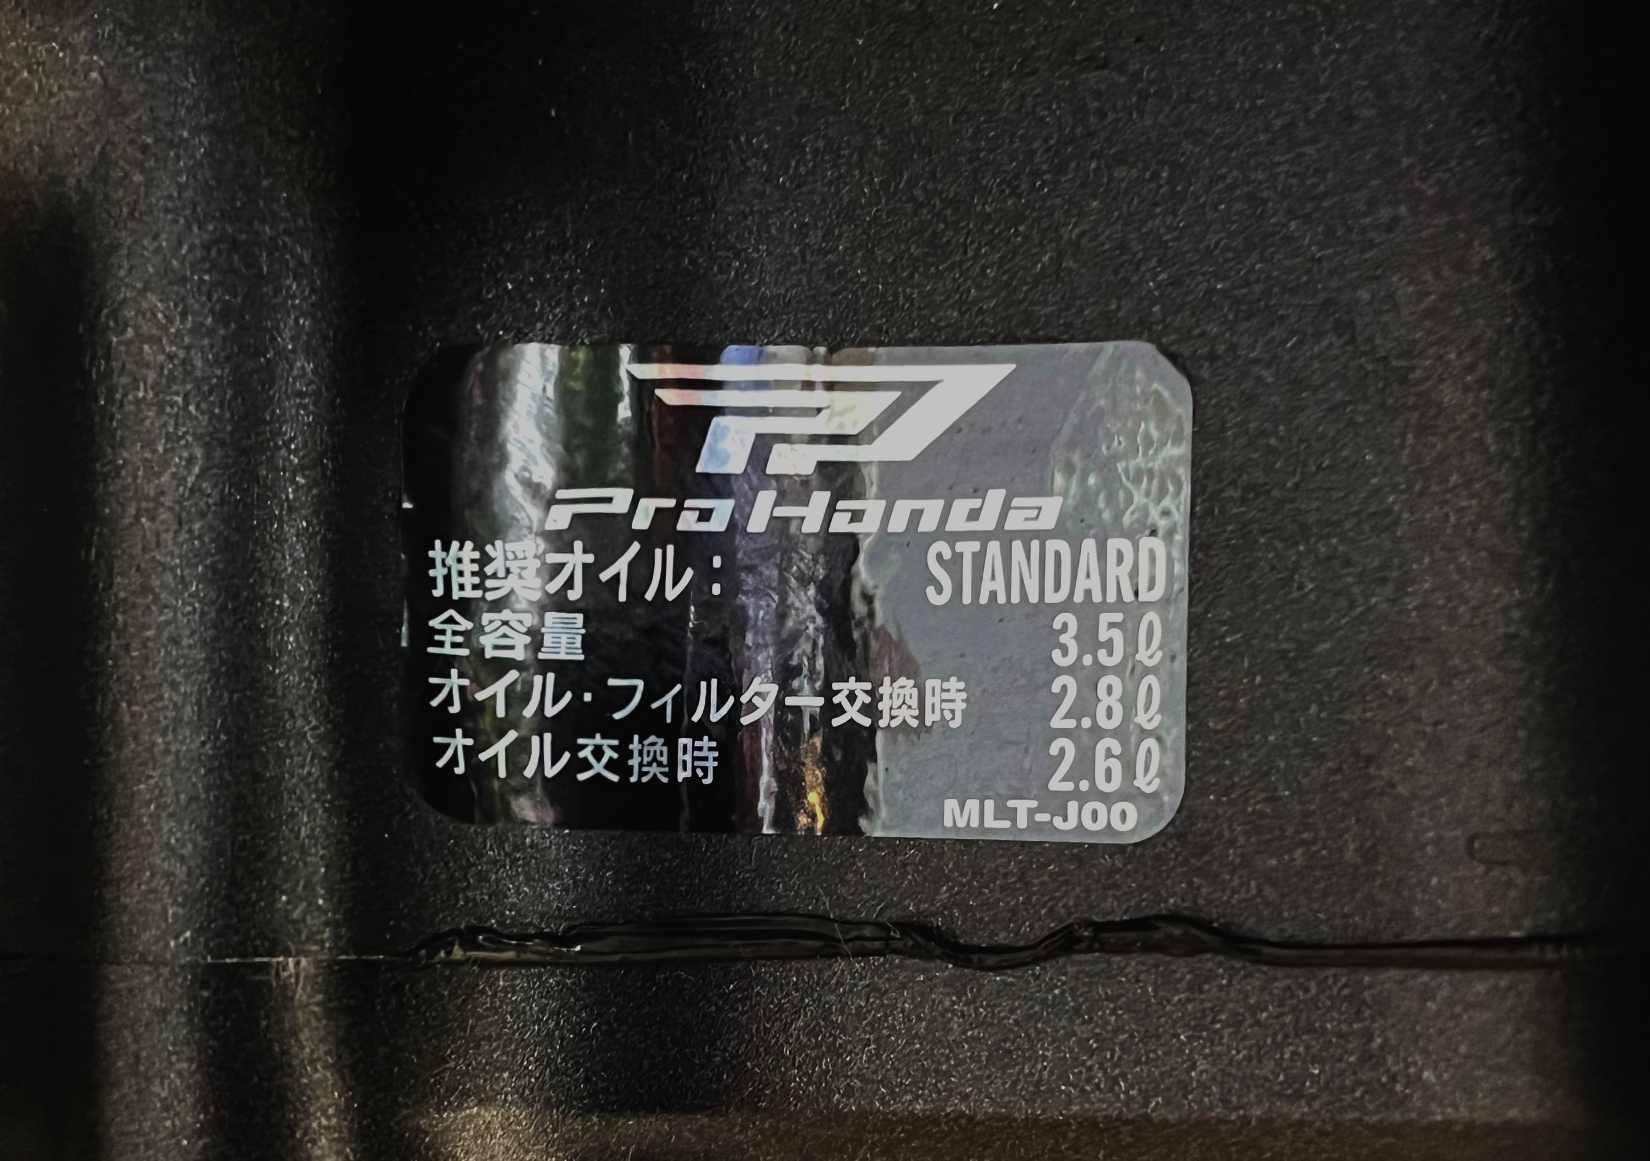 Pro Honda
推奨オイル： STANDARD
全容量 3.5ℓ
オイル・フィルター交換時 2.8ℓ
オイル交換時 2.6ℓ
MLT-J00